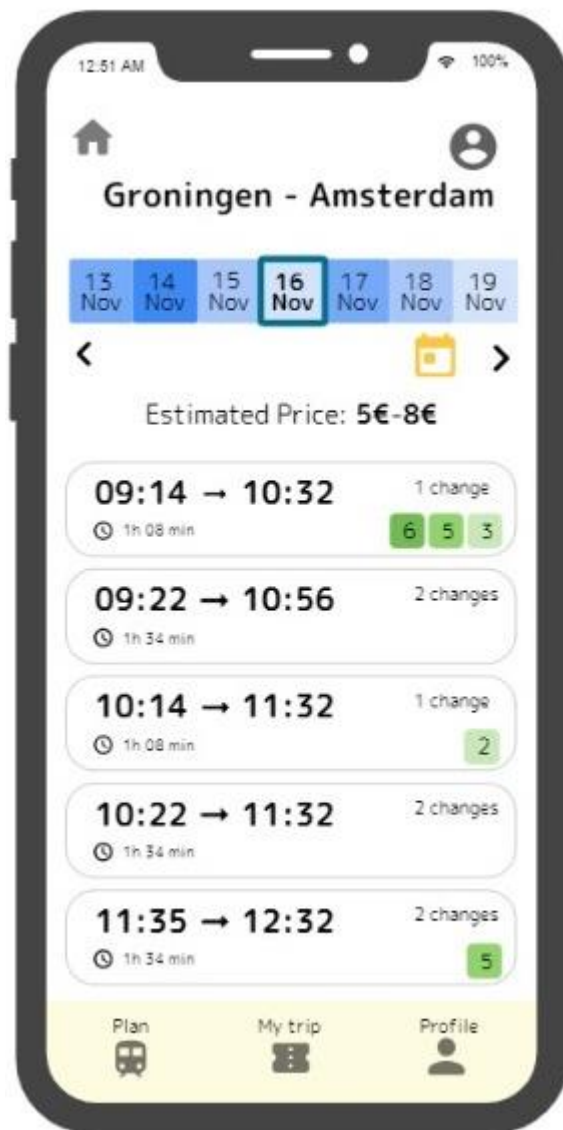 12:51 AM 100%
Groningen - Amsterdam
13 Nov 14 Nov 15 Nov 16 Nov 17 Nov 18 Nov 19 Nov
Estimated Price: 5€-8€
09:14 → 10:32 1 change
1h 08 min 6 5 3
09:22 → 10:56 2 changes
1h 34 min
10:14 → 11:32 1 change
1h 08 min 2
10:22 → 11:32 2 changes
1h 34 min
11:35 → 12:32 2 changes
1h 34 min 5
Plan My trip Profile